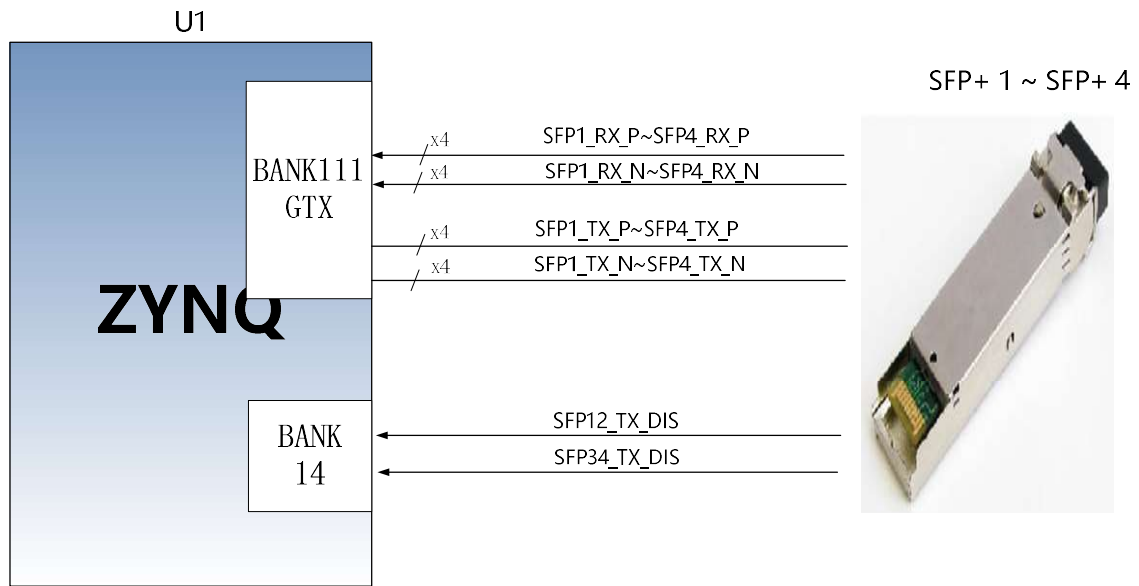 U1
SFP+ 1 ~ SFP+ 4
x4
SFP1_RX_P~SFP4_RX_P
x4
SFP1_RX_N~SFP4_RX_N
BANK111
GTX
x4
SFP1_TX_P~SFP4_TX_P
x4
SFP1_TX_N~SFP4_TX_N
ZYNQ
SFP12_TX_DIS
BANK
14
SFP34_TX_DIS